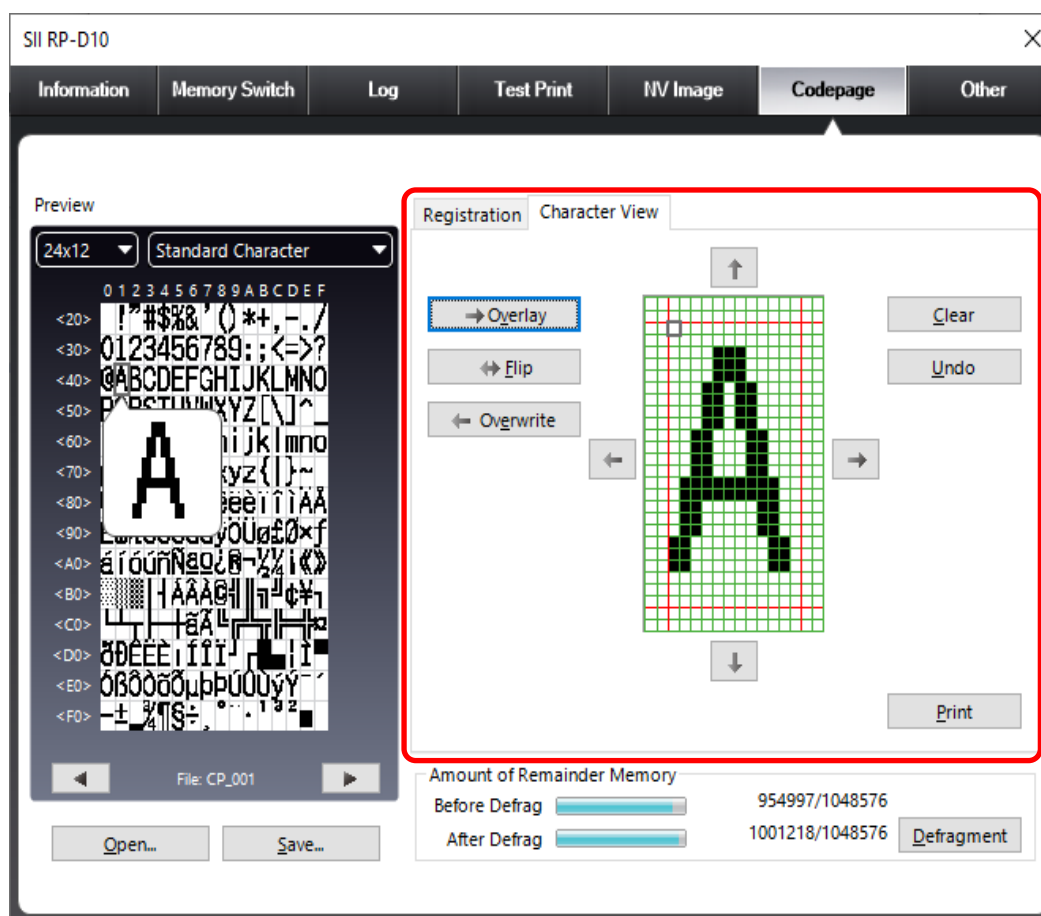 SII RP-D10
Information Memory Switch Log Test Print NV Image Codepage Other
Preview
24x12 Standard Character
0 1 2 3 4 5 6 7 8 9 A B C D E F
<20> !"#$%&'()*+,-./
<30> 0123456789:;<=>?
<40> @ABCDEFGHIJKLMNO
<50>
<60>
<70>
<80>
<90>
<A0>
<B0>
<C0>
<D0>
<E0>
<F0>
A
File: CP_001
Open...
Save...
Registration Character View
Overlay
Flip
Overwrite
Clear
Undo
A
Print
Amount of Remainder Memory
Before Defrag 954997/1048576
After Defrag 1001218/1048576 Defragment